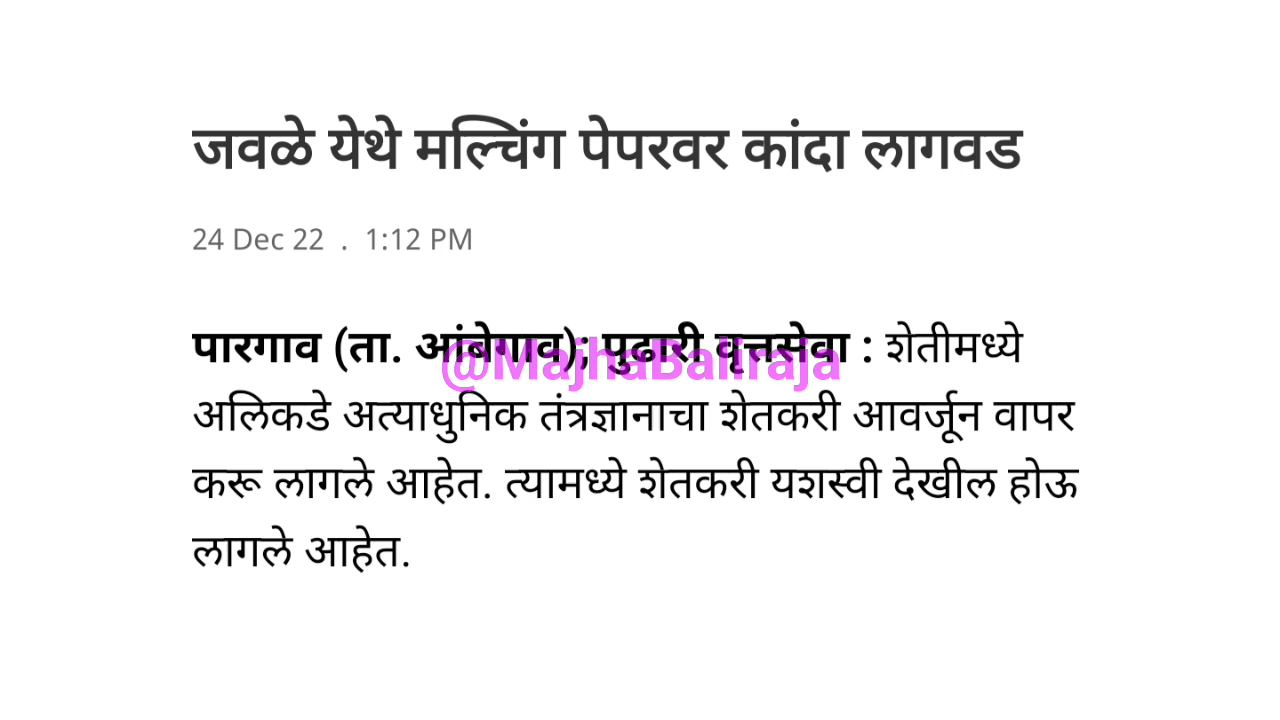 जवळे येथे मल्चिंग पेपरवर कांदा लागवड
24 Dec 22 . 1:12 PM
पारगाव (ता. आंबेगाव); पुढारी वृत्तसेवा : शेतीमध्ये
@MajhaBaliraja
अलिकडे अत्याधुनिक तंत्रज्ञानाचा शेतकरी आवर्जून वापर
करू लागले आहेत. त्यामध्ये शेतकरी यशस्वी देखील होऊ
लागले आहेत.